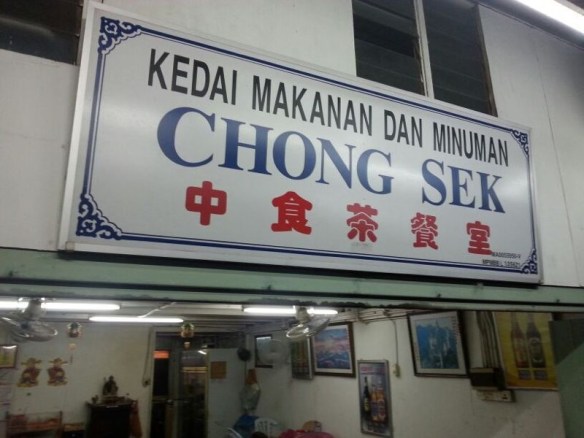 KEDAI MAKANAN DAN MINUMAN
CHONG SEK
中食茶餐室